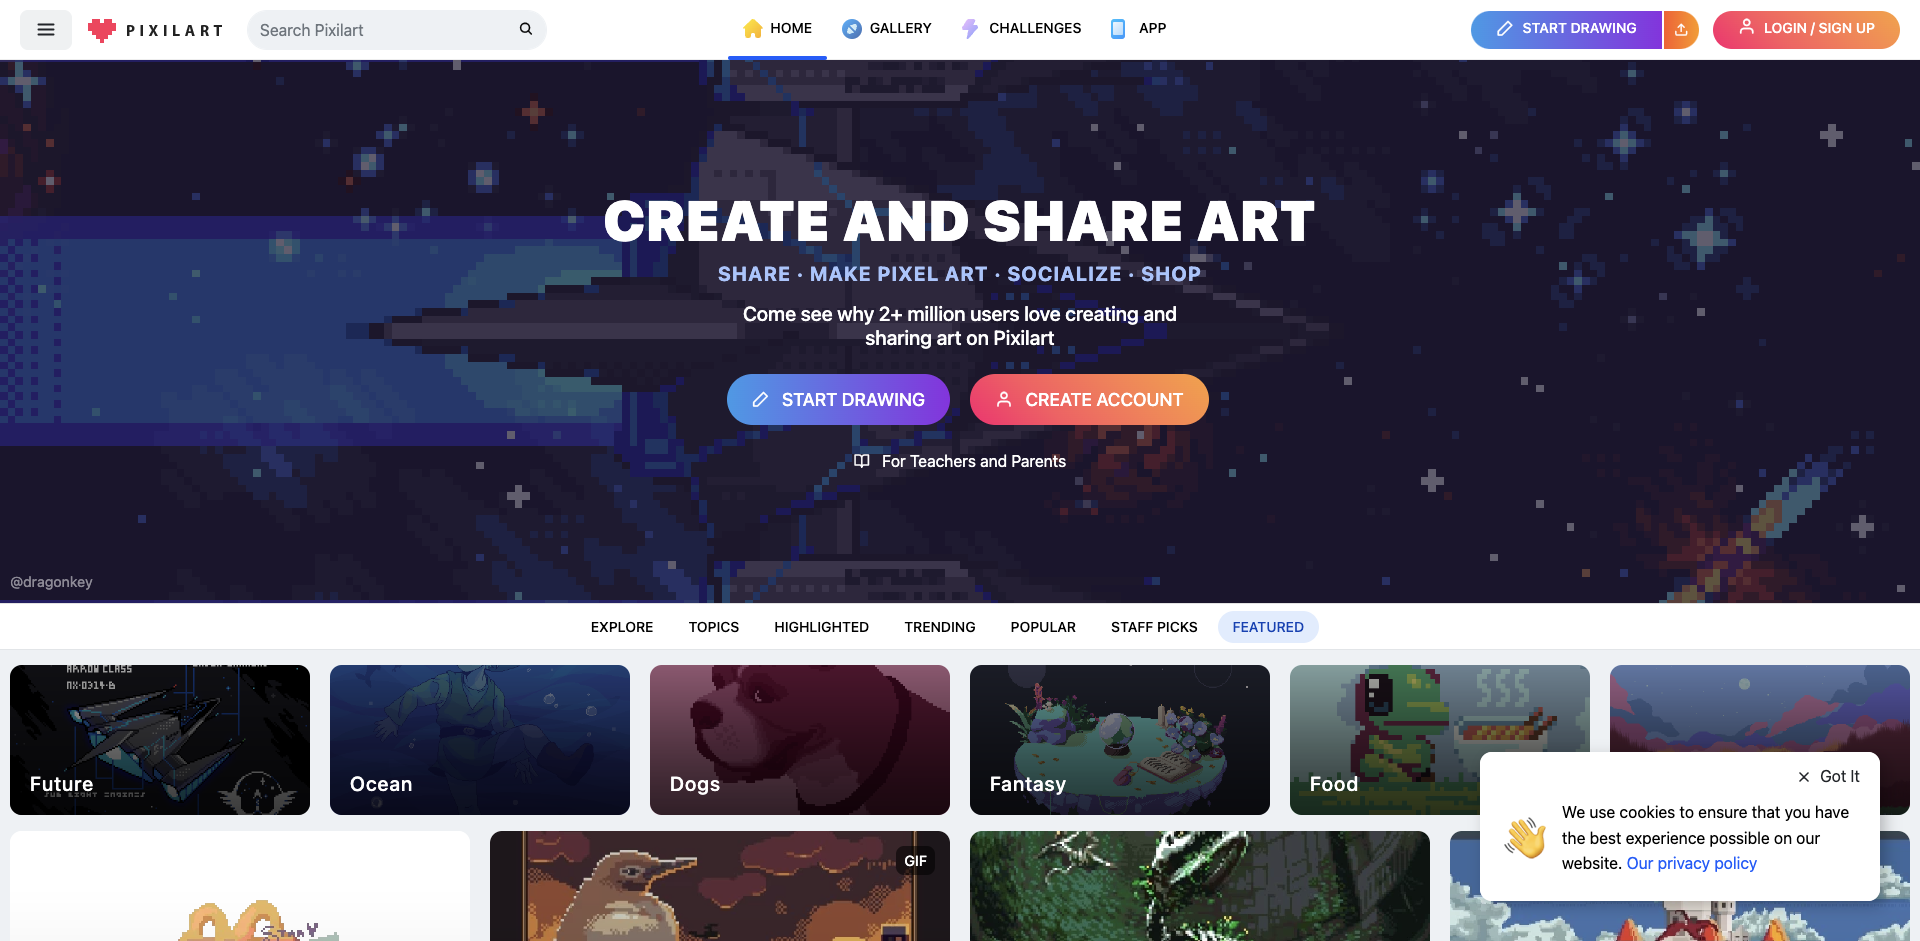 PIXILART
Search Pixilart
HOME
GALLERY
CHALLENGES
APP
START DRAWING
LOGIN / SIGN UP
CREATE AND SHARE ART
SHARE · MAKE PIXEL ART · SOCIALIZE · SHOP
Come see why 2+ million users love creating and
sharing art on Pixilart
START DRAWING
CREATE ACCOUNT
For Teachers and Parents
@dragonkey
EXPLORE
TOPICS
HIGHLIGHTED
TRENDING
POPULAR
STAFF PICKS
FEATURED
ARROW CLASS
Future
Ocean
Dogs
Fantasy
Food
Got It
We use cookies to ensure that you have
the best experience possible on our
website. Our privacy policy
GIF